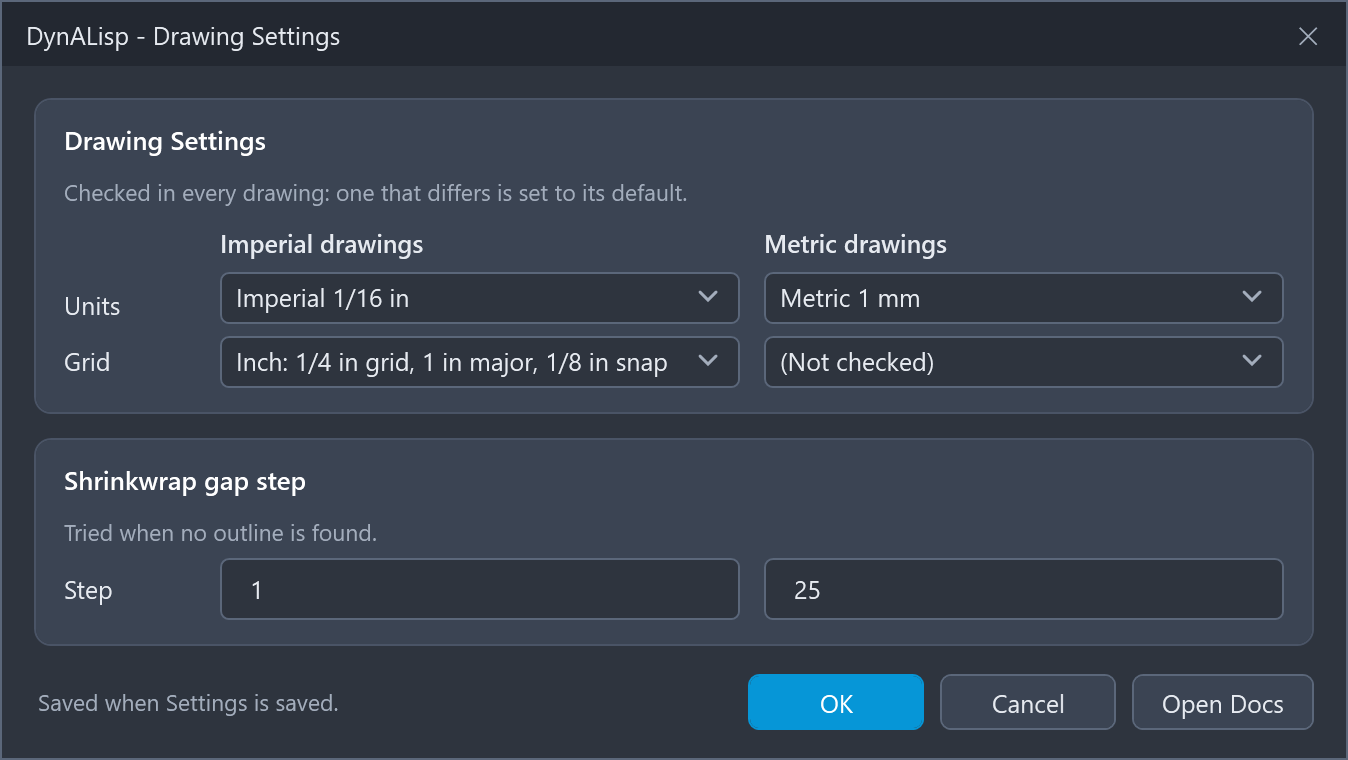 DynALisp - Drawing Settings
Drawing Settings
Checked in every drawing: one that differs is set to its default.
Imperial drawings Metric drawings
Units Imperial 1/16 in Metric 1 mm
Grid Inch: 1/4 in grid, 1 in major, 1/8 in snap (Not checked)
Shrinkwrap gap step
Tried when no outline is found.
Step 1 25
Saved when Settings is saved. OK Cancel Open Docs